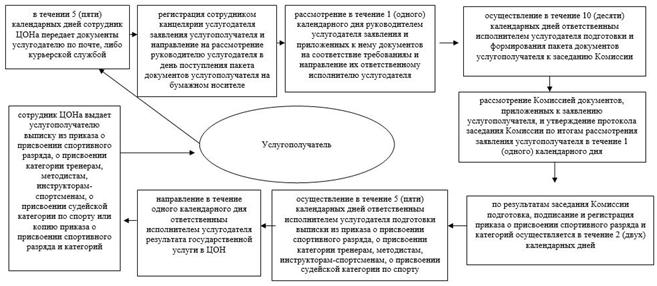 в течении 5 (пяти)
календарных дней сотрудник
ЦОНа передает документы
услугодателю по почте, либо
курьерской службой
регистрация сотрудником
канцелярии услугодателя
заявления услугополучателя и
направление на рассмотрение
руководителю услугодателя в
день поступления пакета
документов услугополучателя на
бумажном носителе
рассмотрение в течение 1 (одного)
календарного дня руководителем
услугодателя заявления и
приложенных к нему документов
на соответствие требованиям и
направление их ответственному
исполнителю услугодателя
осуществление в течение 10 (десяти)
календарных дней ответственным
исполнителем услугодателя подготовки и
формирования пакета документов
услугополучателя к заседанию Комиссии
рассмотрение Комиссией документов,
приложенных к заявлению
услугополучателя, и утверждение протокола
заседания Комиссии по итогам рассмотрения
заявления услугополучателя в течение 1
(одного) календарного дня
по результатам заседания Комиссии
подготовка, подписание и регистрация
приказа о присвоении спортивного разряда и
категорий осуществляется в течение 2 (двух)
календарных дней
осуществление в течение 5 (пяти)
календарных дней ответственным
исполнителем услугодателя подготовки
выписки из приказа о присвоении
спортивного разряда, о присвоении
категории тренерам, методистам,
инструкторам-спортсменам, о присвоении
судейской категории по спорту
направление в течение
одного календарного дня
ответственным
исполнителем услугодателя
результата государственной
услуги в ЦОН
сотрудник ЦОНа выдает
услугополучателю
выписку из приказа о
присвоении спортивного
разряда, о присвоении
категории тренерам,
методистам,
инструкторам-
спортсменам, о
присвоении судейской
категории по спорту или
копию приказа о
присвоении спортивного
разряда и категорий
Услугополучатель